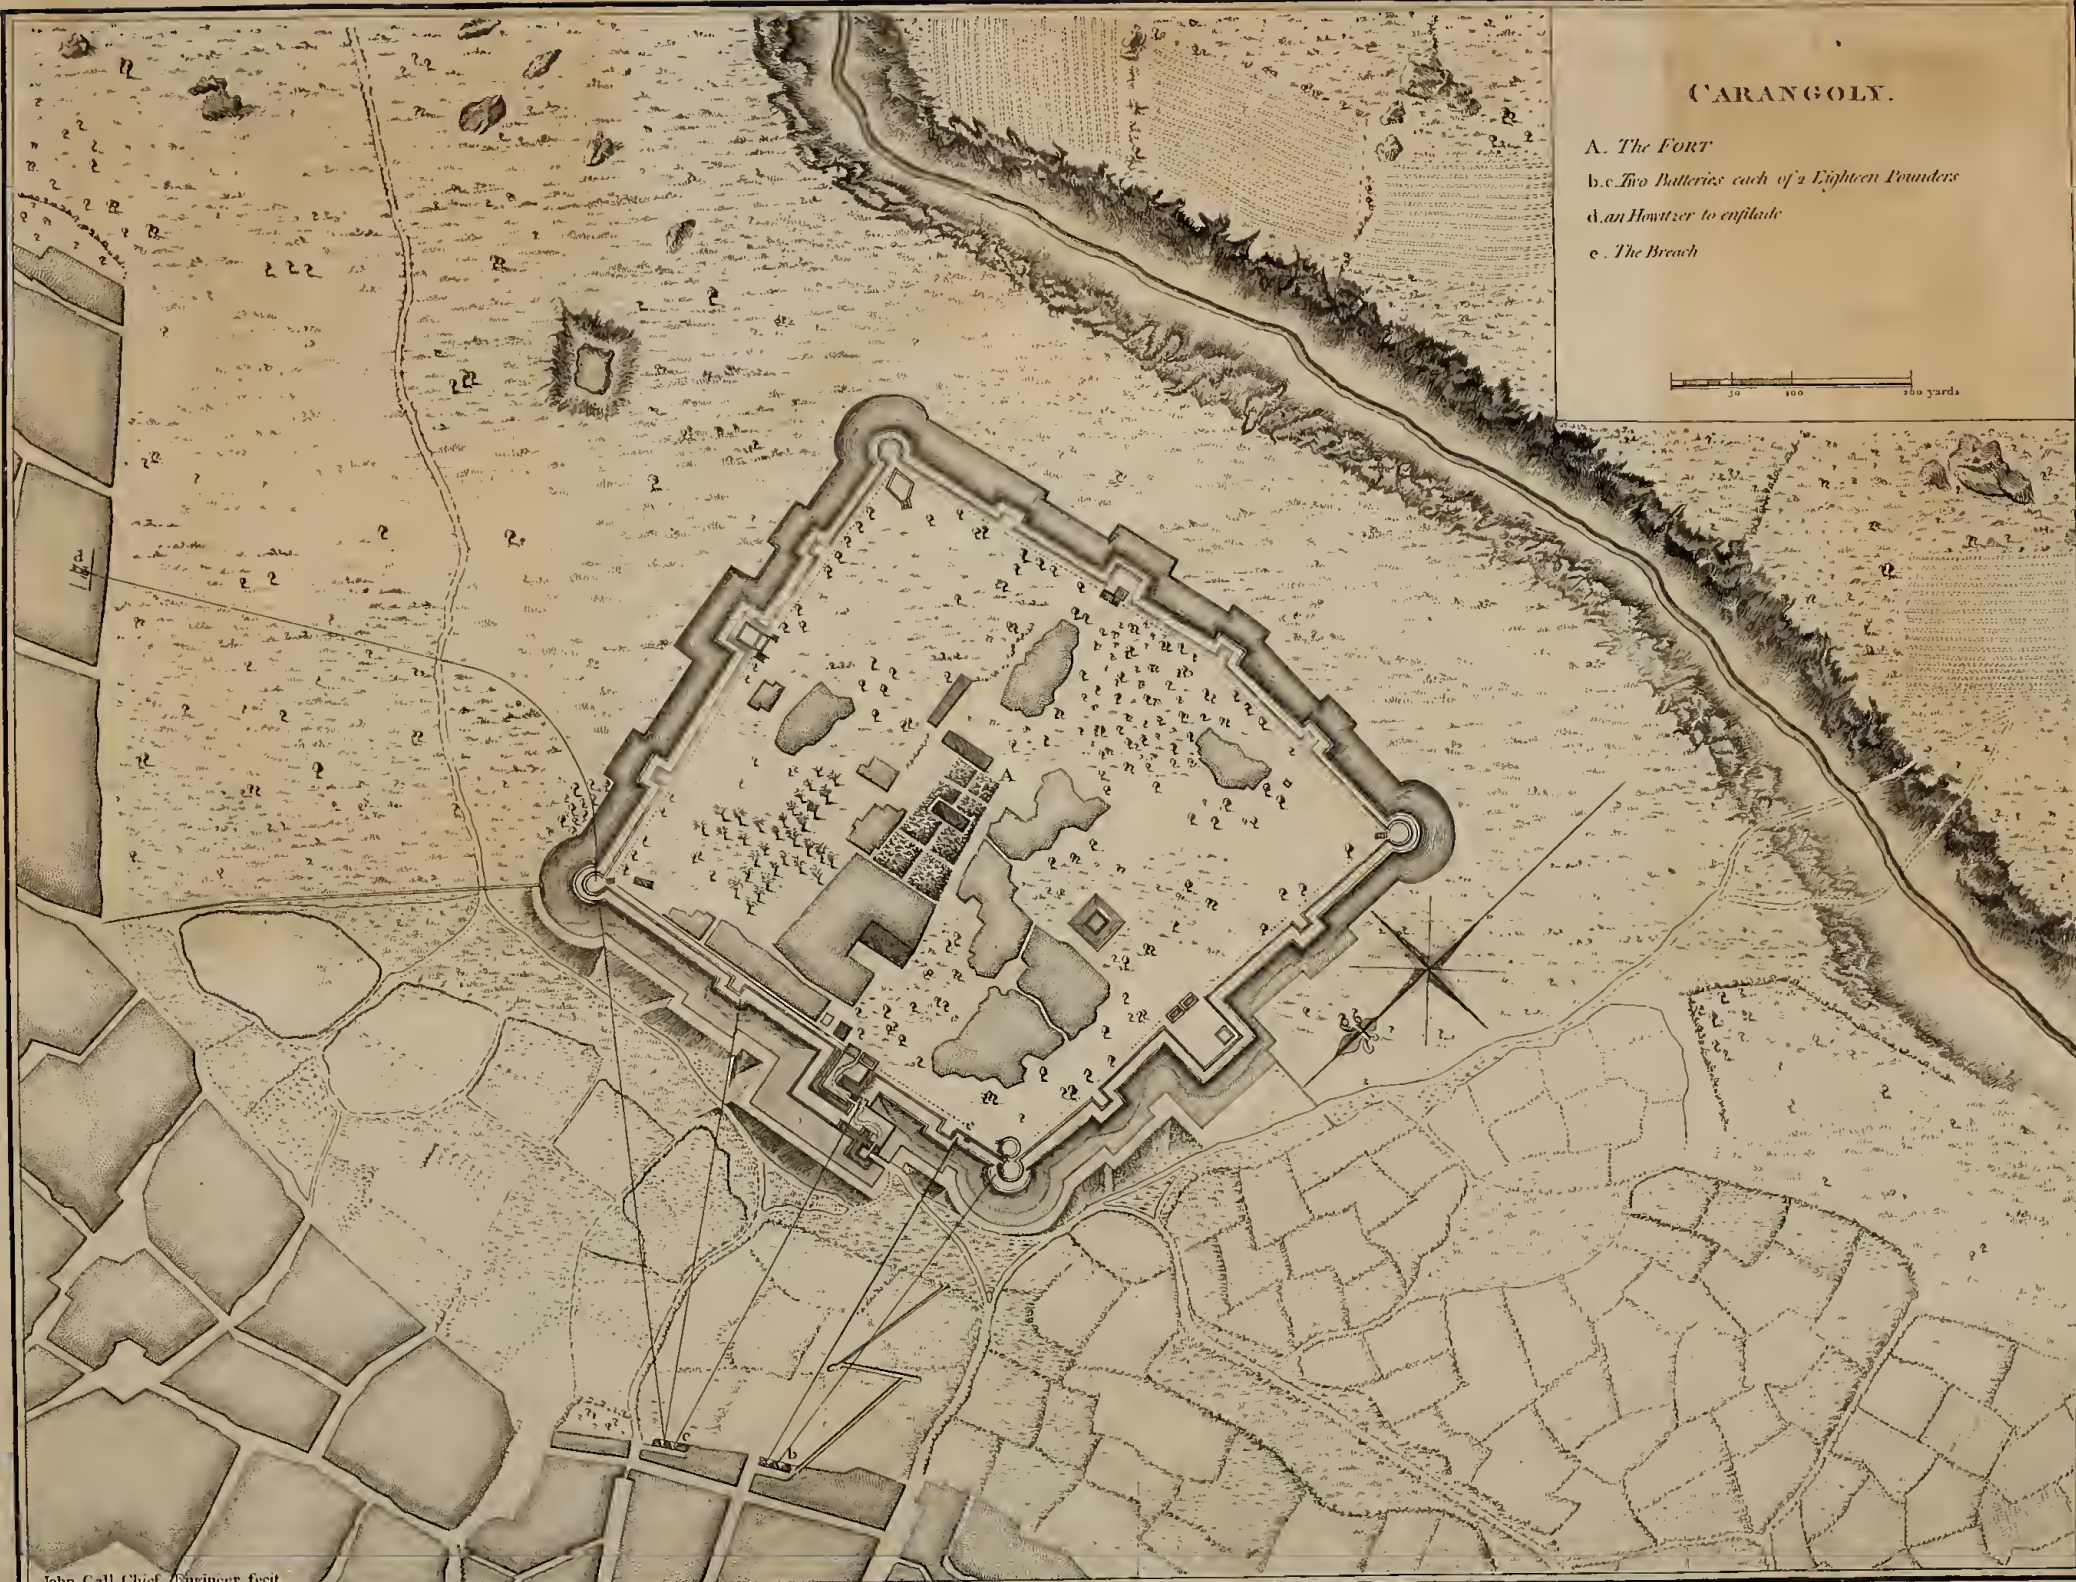 CARANGOLY.
A. The FORT
b.c. Two Batteries each of 2 Eighteen Pounders
d. an Howitzer to enfilade
e. The Breach
50 100 200 yards
d
A
e
c
b
John Call Chief Engineer fecit